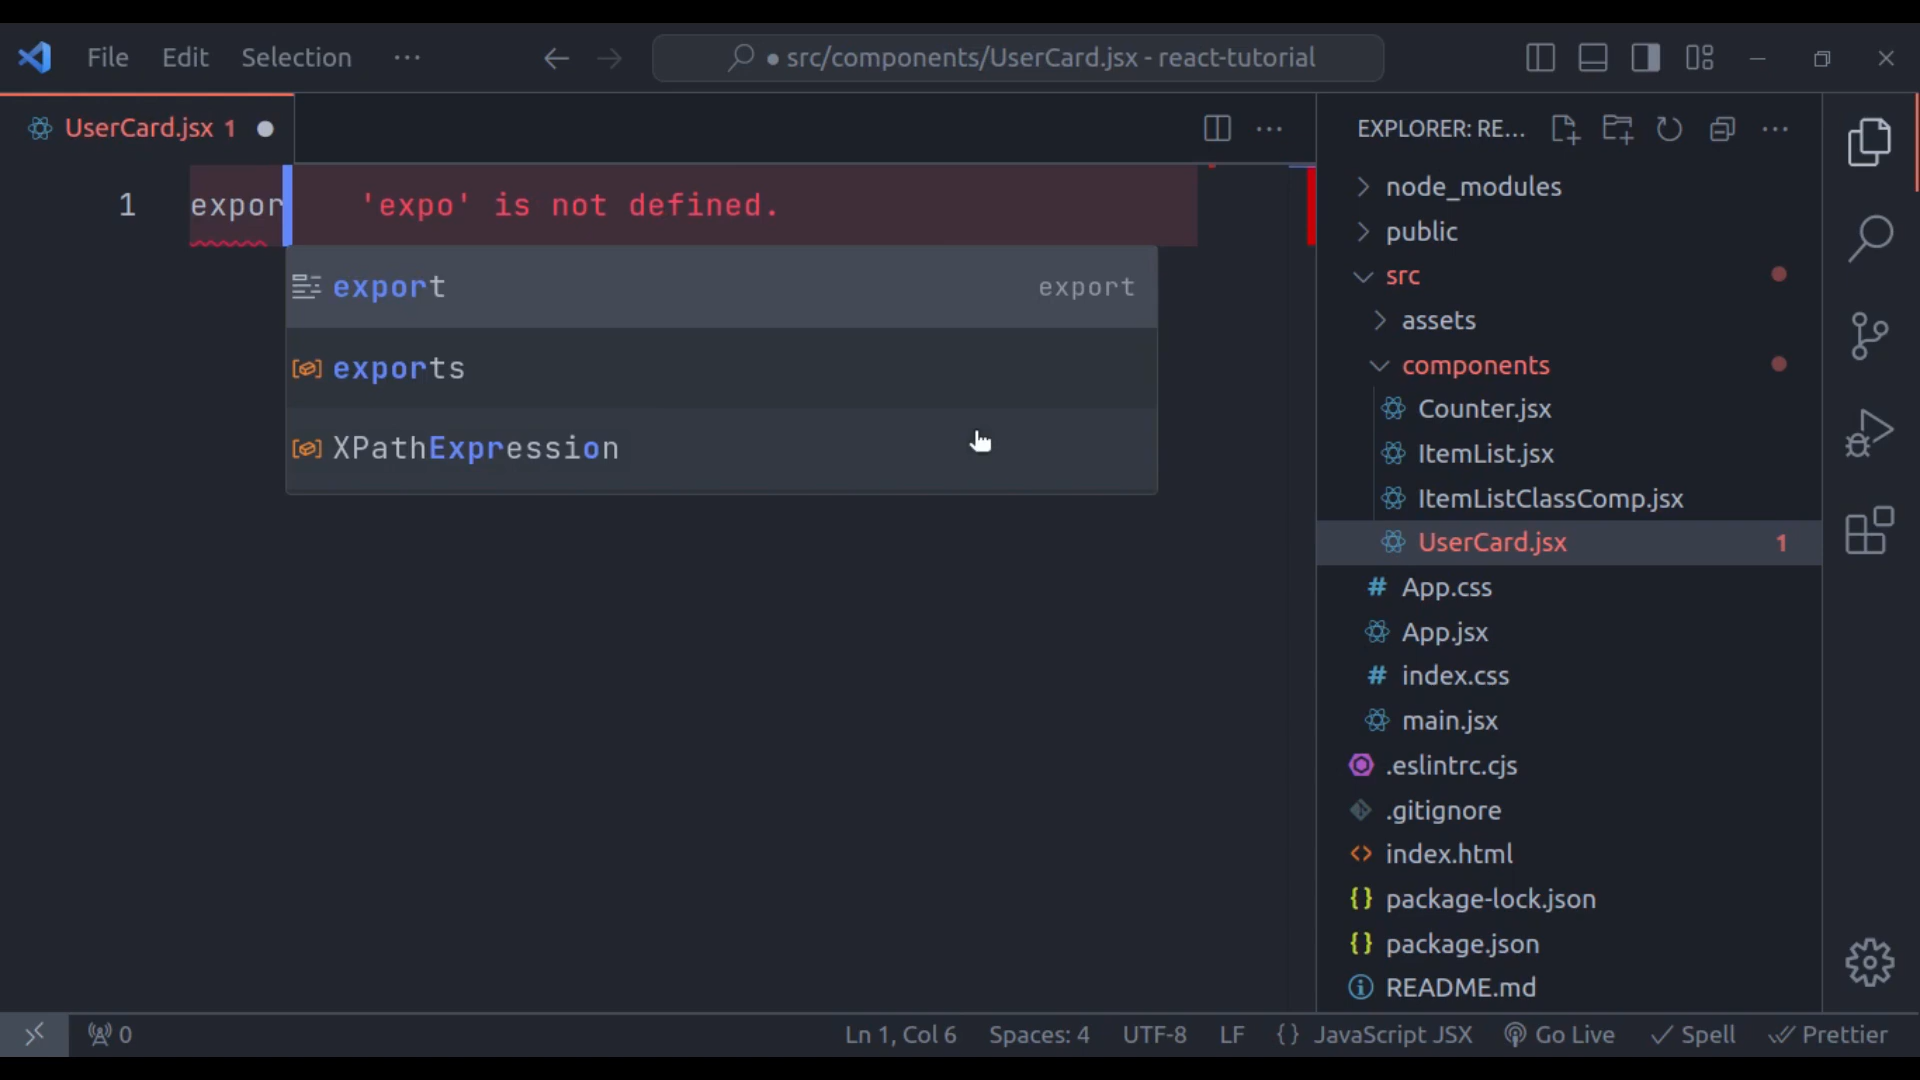 File Edit Selection ···
● src/components/UserCard.jsx - react-tutorial
UserCard.jsx 1 ●
1 expor 'expo' is not defined.
export export
exports
XPathExpression
EXPLORER: RE...
node_modules
public
src
assets
components
Counter.jsx
ItemList.jsx
ItemListClassComp.jsx
UserCard.jsx 1
# App.css
App.jsx
# index.css
main.jsx
.eslintrc.cjs
.gitignore
<> index.html
{} package-lock.json
{} package.json
README.md
0 Ln 1, Col 6 Spaces: 4 UTF-8 LF {} JavaScript JSX Go Live Spell Prettier